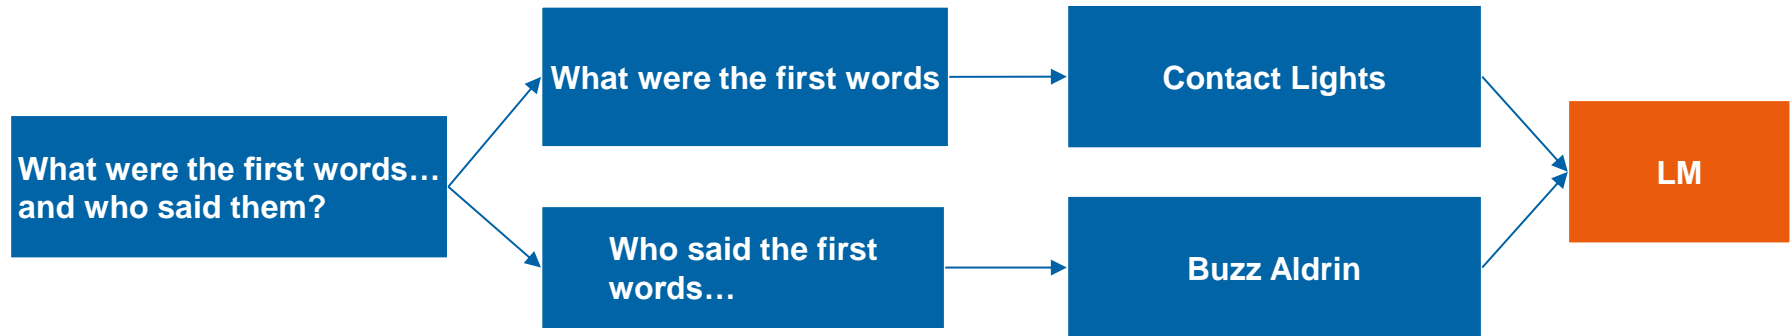 What were the first words…
and who said them?
What were the first words
Contact Lights
Who said the first
words…
Buzz Aldrin
LM